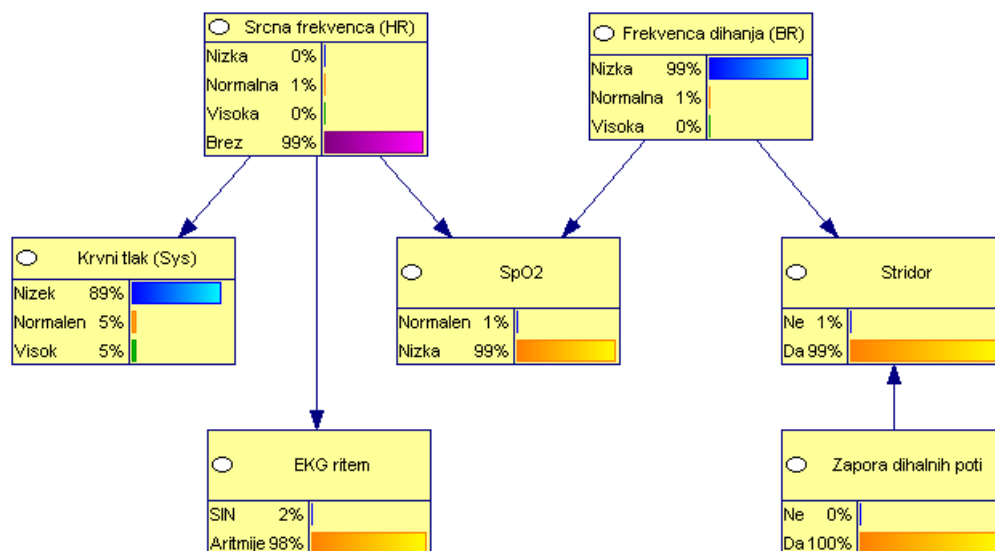 Srcna frekvenca (HR)
Nizka 0%
Normalna 1%
Visoka 0%
Brez 99%
Frekvenca dihanja (BR)
Nizka 99%
Normalna 1%
Visoka 0%
Krvni tlak (Sys)
Nizek 89%
Normalen 5%
Visok 5%
SpO2
Normalen 1%
Nizka 99%
Stridor
Ne 1%
Da 99%
EKG ritem
SIN 2%
Aritmije 98%
Zapora dihalnih poti
Ne 0%
Da 100%